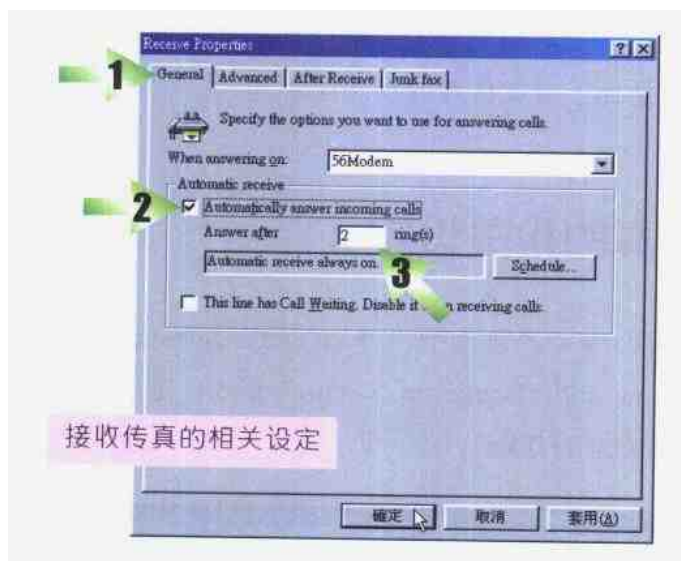 Receive Properties
1
General Advanced After Receive Junk fax
Specify the options you want to use for answering calls.
When answering on: 56Modem
Automatic receive
2
Automatically answer incoming calls
Answer after 2 ring(s)
3
Automatic receive always on. Schedule...
This line has Call Waiting. Disable it receiving calls.
接收传真的相关设定
確定 取消 套用(A)